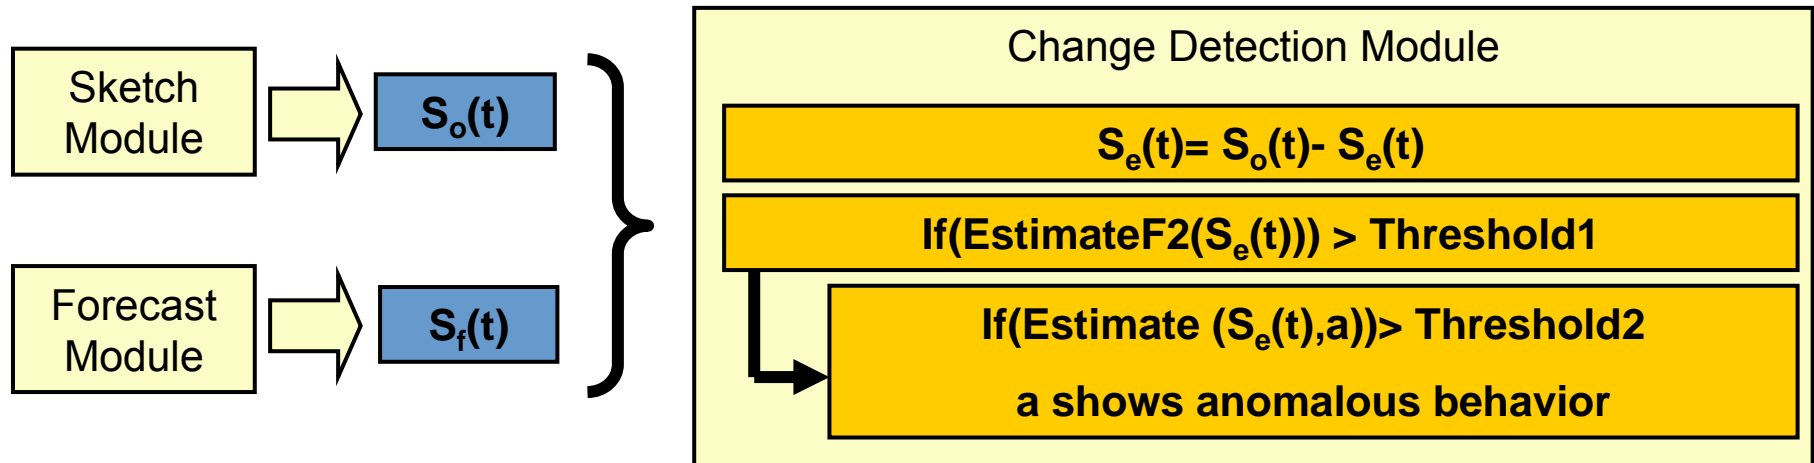 Sketch
Module
So(t)
Forecast
Module
Sf(t)
Change Detection Module
Se(t)= So(t)- Se(t)
If(EstimateF2(Se(t))) > Threshold1
If(Estimate (Se(t),a))> Threshold2
a shows anomalous behavior